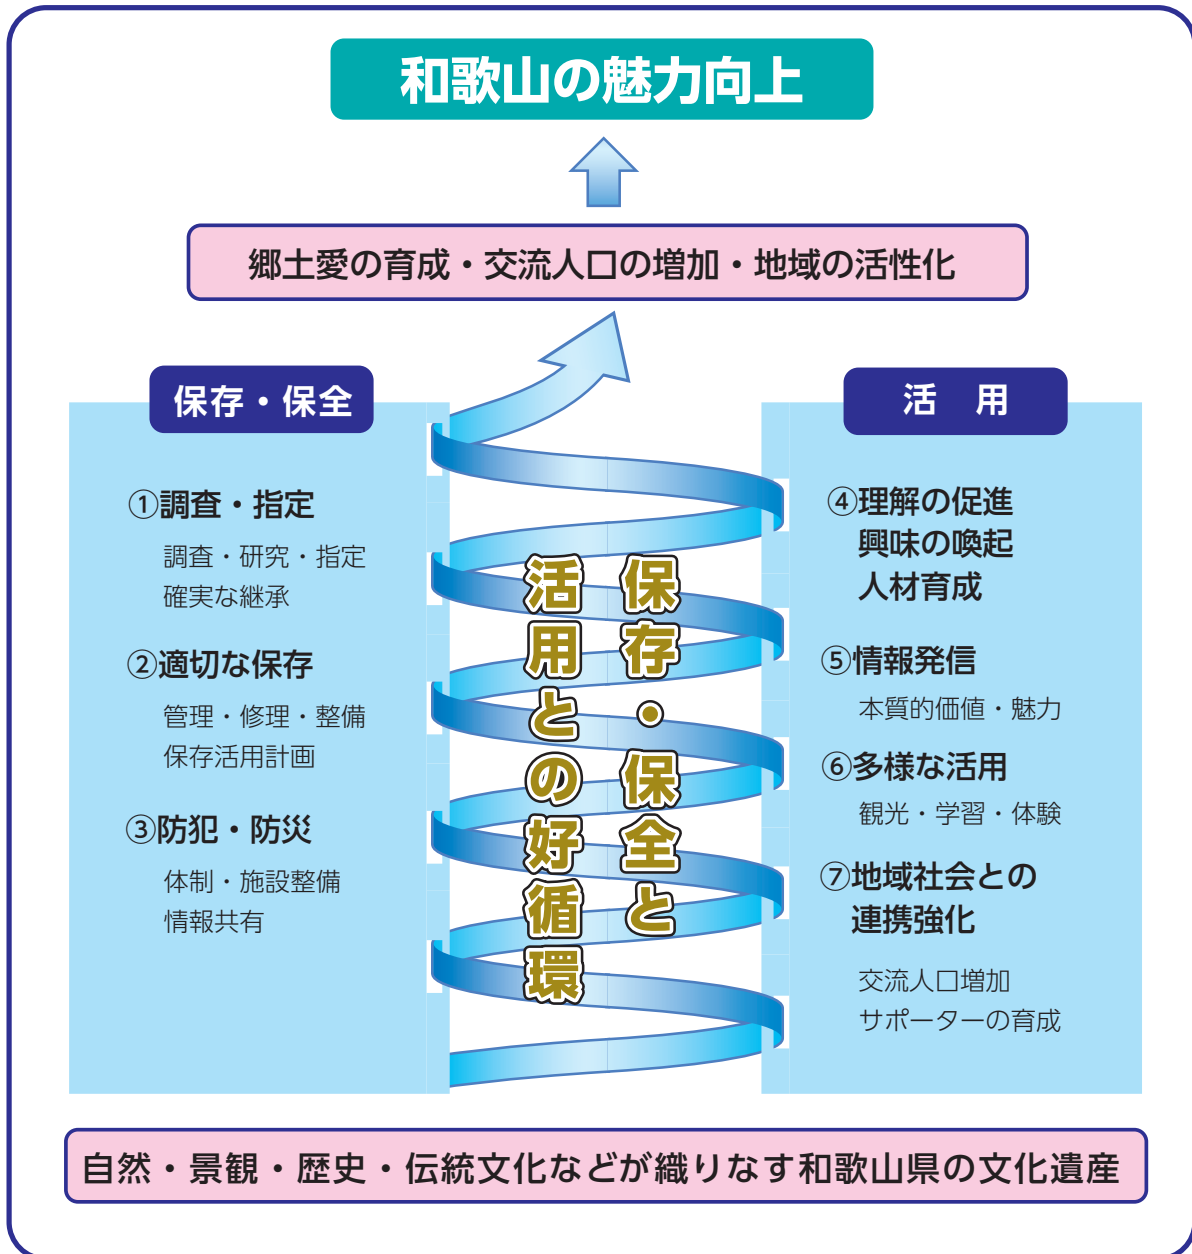 和歌山の魅力向上
郷土愛の育成・交流人口の増加・地域の活性化
保存・保全
①調査・指定
調査・研究・指定
確実な継承
②適切な保存
管理・修理・整備
保存活用計画
③防犯・防災
体制・施設整備
情報共有
保存・保全と
活用との好循環
活　用
④理解の促進
興味の喚起
人材育成
⑤情報発信
本質的価値・魅力
⑥多様な活用
観光・学習・体験
⑦地域社会との
連携強化
交流人口増加
サポーターの育成
自然・景観・歴史・伝統文化などが織りなす和歌山県の文化遺産